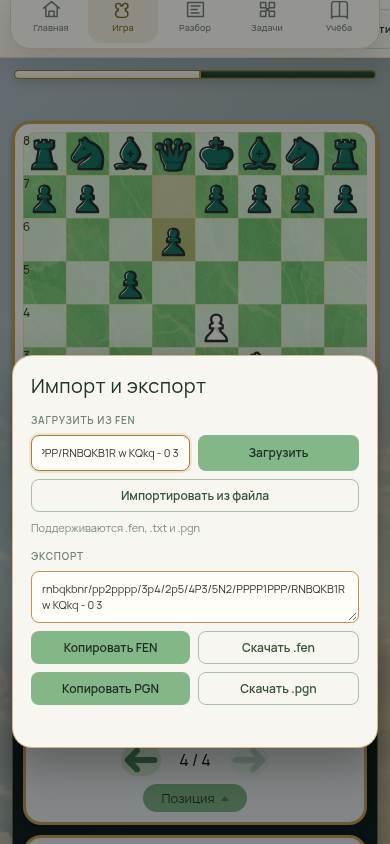 Главная
Игра
Разбор
Задачи
Учёба
8
7
6
5
4
Импорт и экспорт
ЗАГРУЗИТЬ ИЗ FEN
PP/RNBQKB1R w KQkq - 0 3
Загрузить
Импортировать из файла
Поддерживаются .fen, .txt и .pgn
ЭКСПОРТ
rnbqkbnr/pp2pppp/3p4/2p5/4P3/5N2/PPPP1PPP/RNBQKB1R
w KQkq - 0 3
Копировать FEN
Скачать .fen
Копировать PGN
Скачать .pgn
4 / 4
Позиция